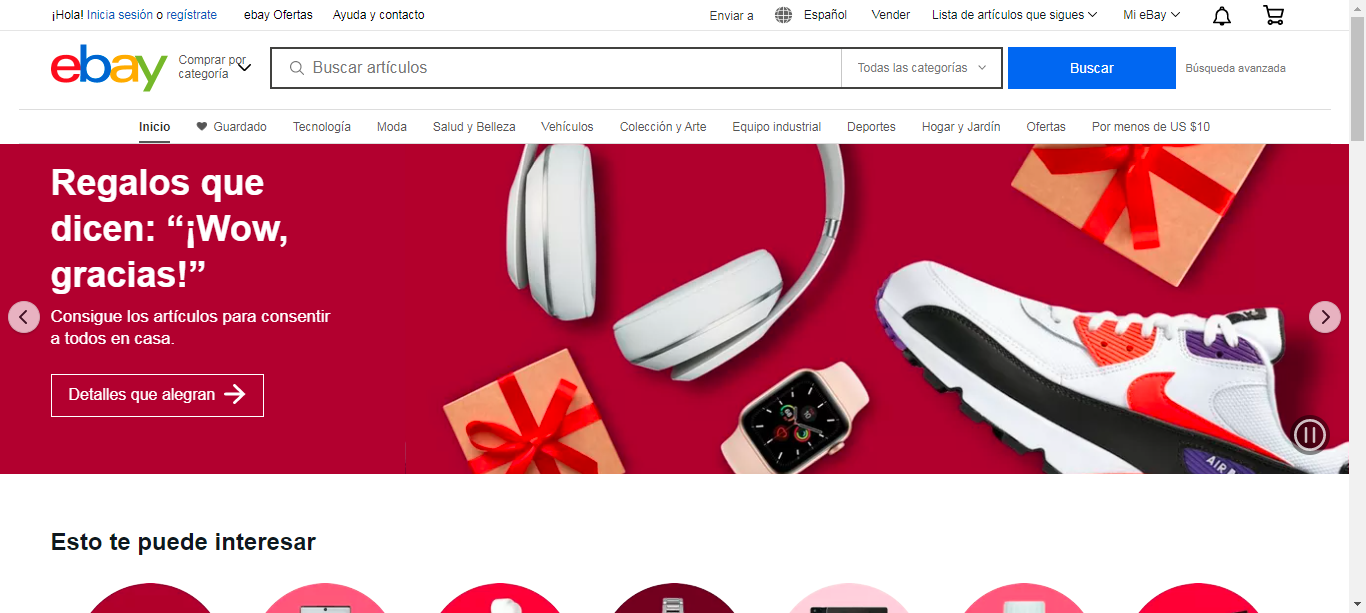 ¡Hola! Inicia sesión o regístrate
ebay Ofertas
Ayuda y contacto
Enviar a
Español
Vender
Lista de artículos que sigues
Mi eBay
ebay
Comprar por
categoría
Buscar artículos
Todas las categorías
Buscar
Búsqueda avanzada
Inicio
Guardado
Tecnología
Moda
Salud y Belleza
Vehículos
Colección y Arte
Equipo industrial
Deportes
Hogar y Jardín
Ofertas
Por menos de US $10
Regalos que
dicen: “¡Wow,
gracias!”
Consigue los artículos para consentir
a todos en casa.
Detalles que alegran
AIR
Esto te puede interesar